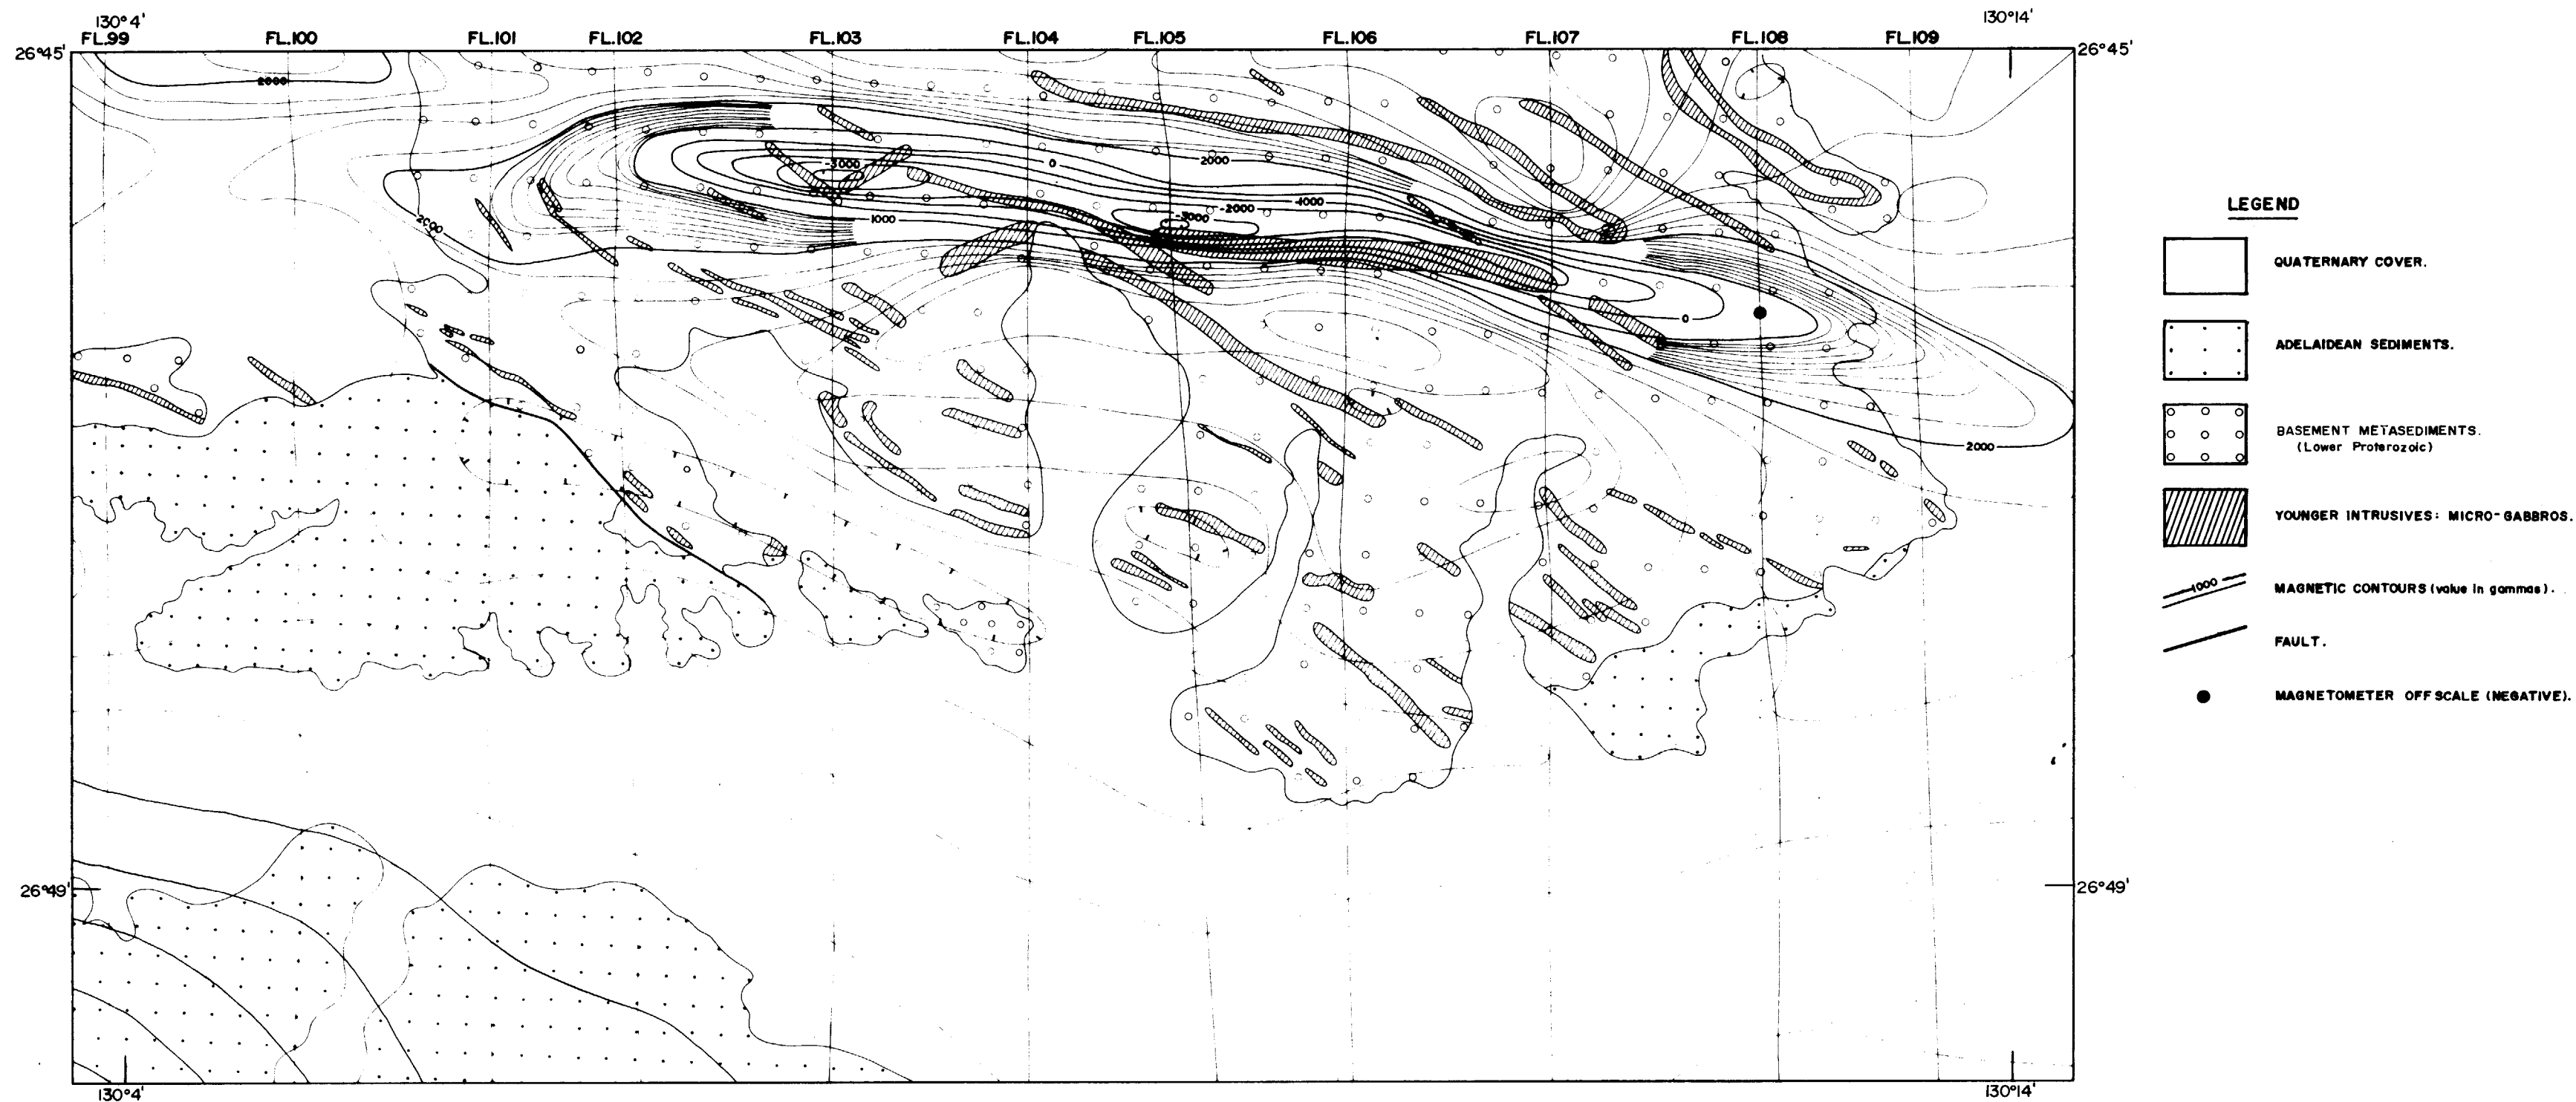 130°4'
130°14'
FL.99 FL.100 FL.101 FL.102 FL.103 FL.104 FL.105 FL.106 FL.107 FL.108 FL.109
26°45'
26°45'
2000
-3000
0
2000
2000
1000
-3000
-2000
-1000
0
2000
26°49'
26°49'
130°4'
130°14'
LEGEND
QUATERNARY COVER.
ADELAIDEAN SEDIMENTS.
BASEMENT METASEDIMENTS.
(Lower Proterozoic)
YOUNGER INTRUSIVES: MICRO-GABBROS.
1000
MAGNETIC CONTOURS (value in gammas).
FAULT.
MAGNETOMETER OFF SCALE (NEGATIVE).